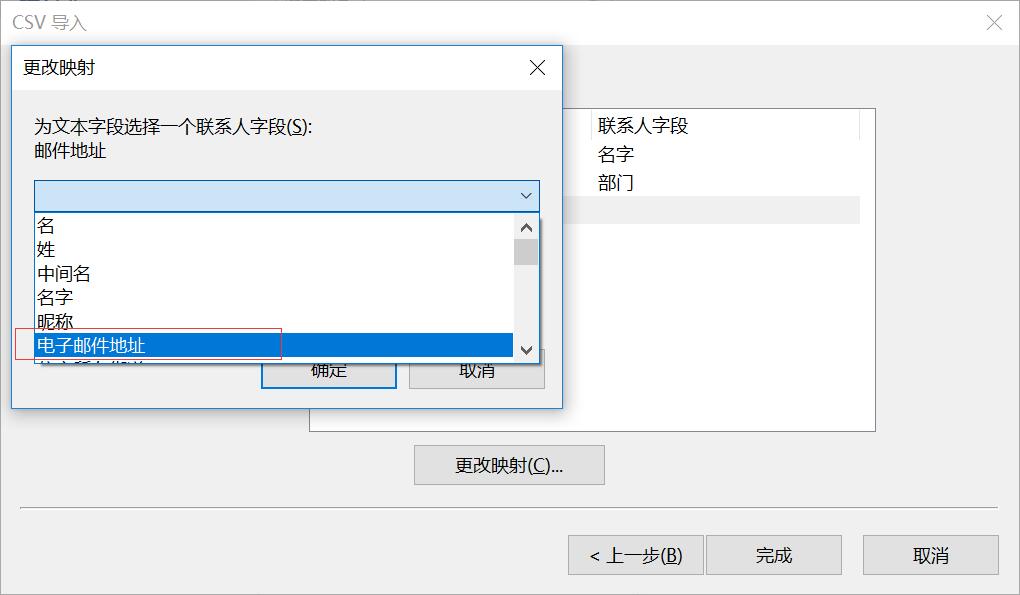 CSV 导入
更改映射
为文本字段选择一个联系人字段(S):
邮件地址
联系人字段
名字
部门
名
姓
中间名
名字
昵称
电子邮件地址
确定
取消
更改映射(C)...
< 上一步(B)
完成
取消